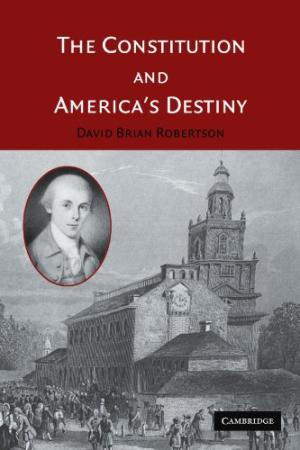 THE CONSTITUTION
AND
AMERICA'S DESTINY
DAVID BRIAN ROBERTSON
CAMBRIDGE